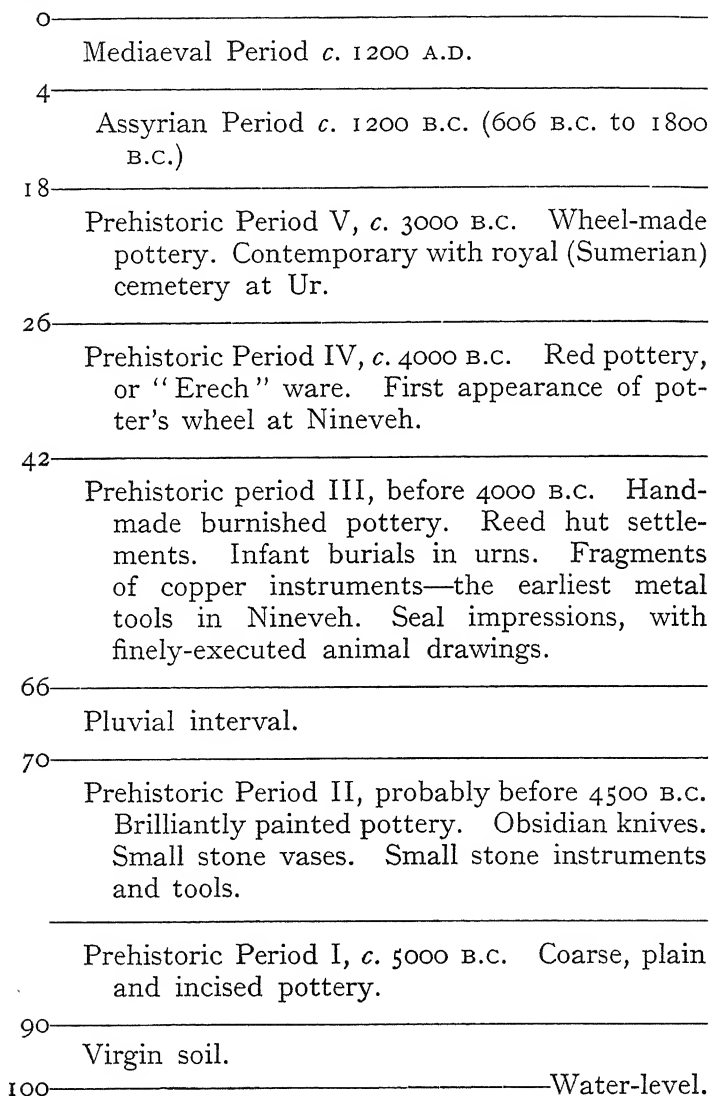 0
Mediaeval Period c. 1200 A.D.
4
Assyrian Period c. 1200 B.C. (606 B.C. to 1800
B.C.)
18
Prehistoric Period V, c. 3000 B.C. Wheel-made
pottery. Contemporary with royal (Sumerian)
cemetery at Ur.
26
Prehistoric Period IV, c. 4000 B.C. Red pottery,
or "Erech" ware. First appearance of pot-
ter's wheel at Nineveh.
42
Prehistoric period III, before 4000 B.C. Hand-
made burnished pottery. Reed hut settle-
ments. Infant burials in urns. Fragments
of copper instruments—the earliest metal
tools in Nineveh. Seal impressions, with
finely-executed animal drawings.
66
Pluvial interval.
70
Prehistoric Period II, probably before 4500 B.C.
Brilliantly painted pottery. Obsidian knives.
Small stone vases. Small stone instruments
and tools.
Prehistoric Period I, c. 5000 B.C. Coarse, plain
and incised pottery.
90
Virgin soil.
100 Water-level.